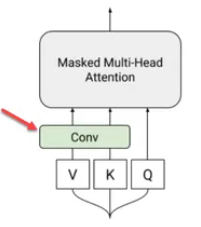 Masked Multi-Head
Attention
Conv
V K Q